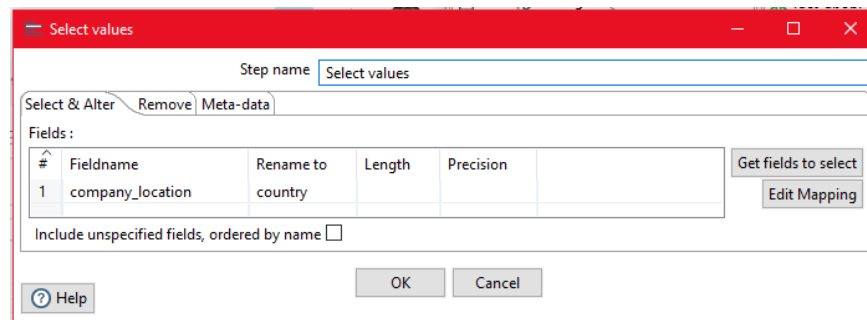 Select values
Step name Select values
Select & Alter Remove Meta-data
Fields :
# Fieldname Rename to Length Precision
1 company_location country
Get fields to select
Edit Mapping
Include unspecified fields, ordered by name
OK Cancel
? Help